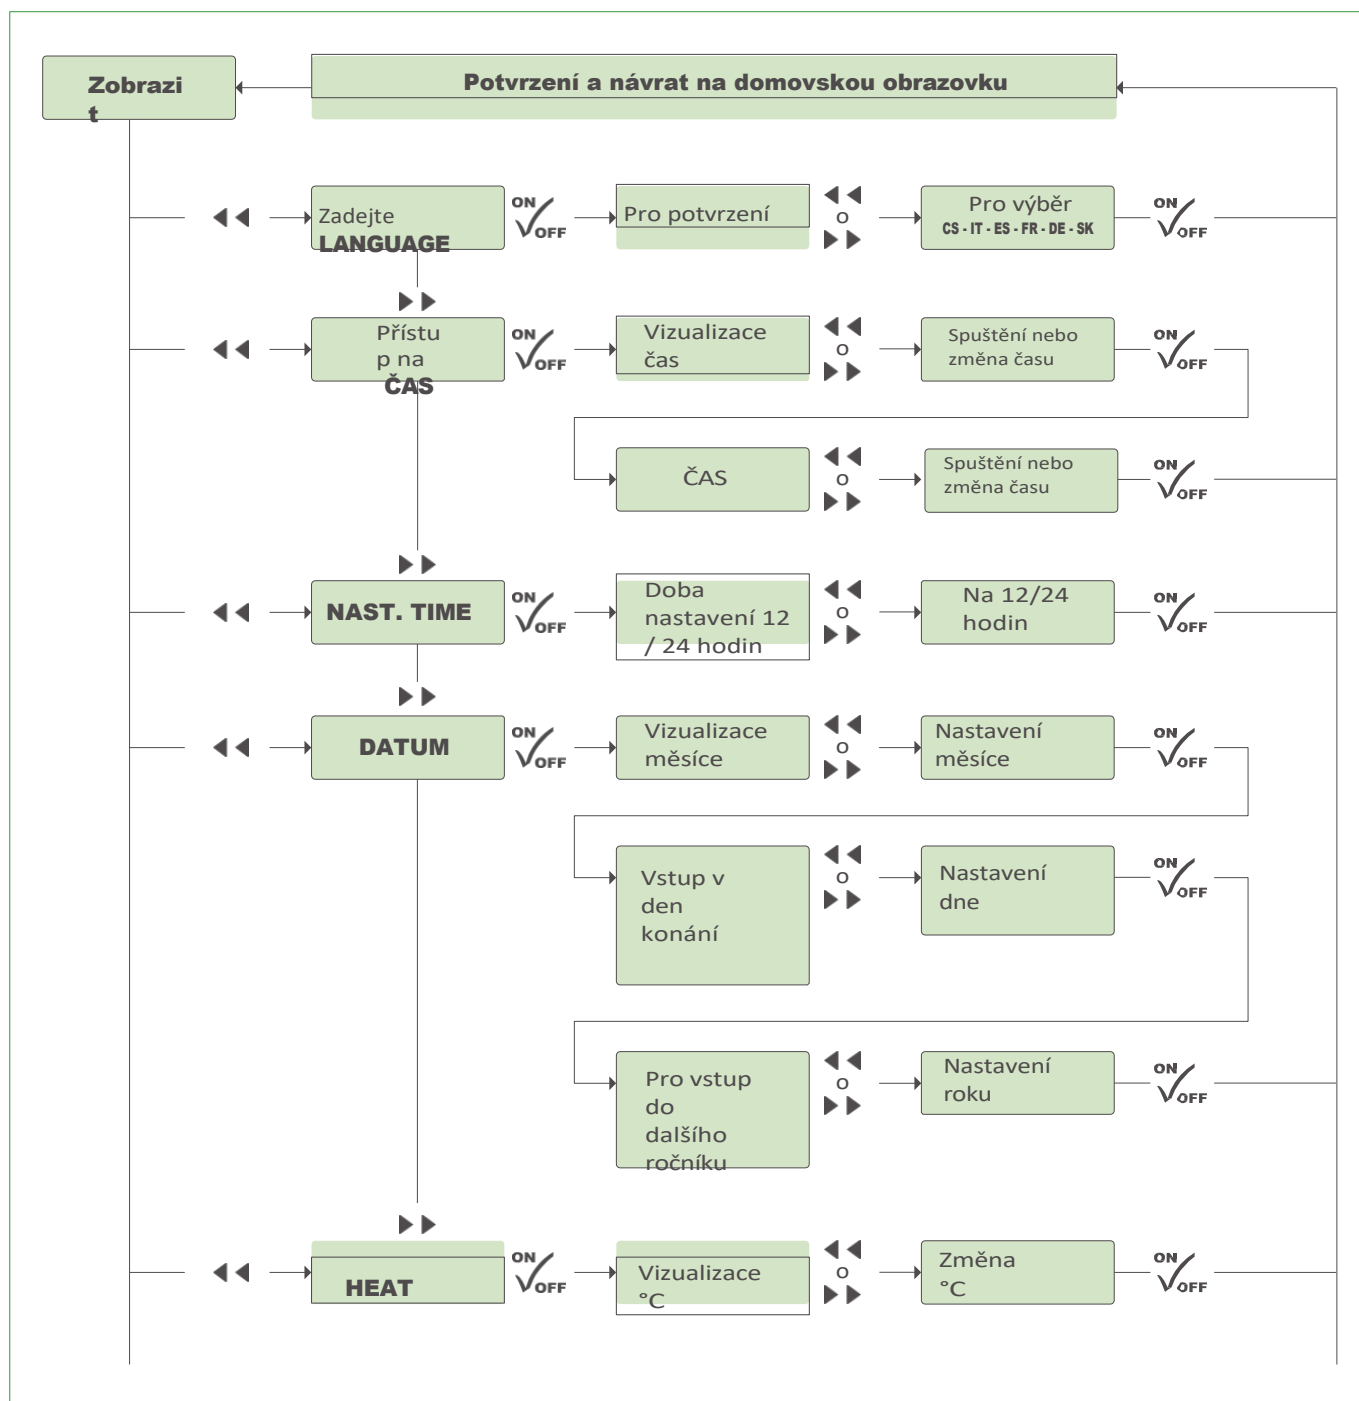 Zobrazi
t
Potvrzení a návrat na domovskou obrazovku
Zadejte
LANGUAGE
ON
OFF
Pro potvrzení
O
Pro výběr
CS - IT - ES - FR - DE - SK
ON
OFF
Přístu
p na
ČAS
ON
OFF
Vizualizace
čas
O
Spuštění nebo
změna času
ON
OFF
ČAS
O
Spuštění nebo
změna času
ON
OFF
NAST. TIME
ON
OFF
Doba
nastavení 12
/ 24 hodin
O
Na 12/24
hodin
ON
OFF
DATUM
ON
OFF
Vizualizace
měsíce
O
Nastavení
měsíce
ON
OFF
Vstup v
den
konání
O
Nastavení
dne
ON
OFF
Pro vstup
do
dalšího
ročníku
O
Nastavení
roku
ON
OFF
HEAT
ON
OFF
Vizualizace
°C
O
Změna
°C
ON
OFF